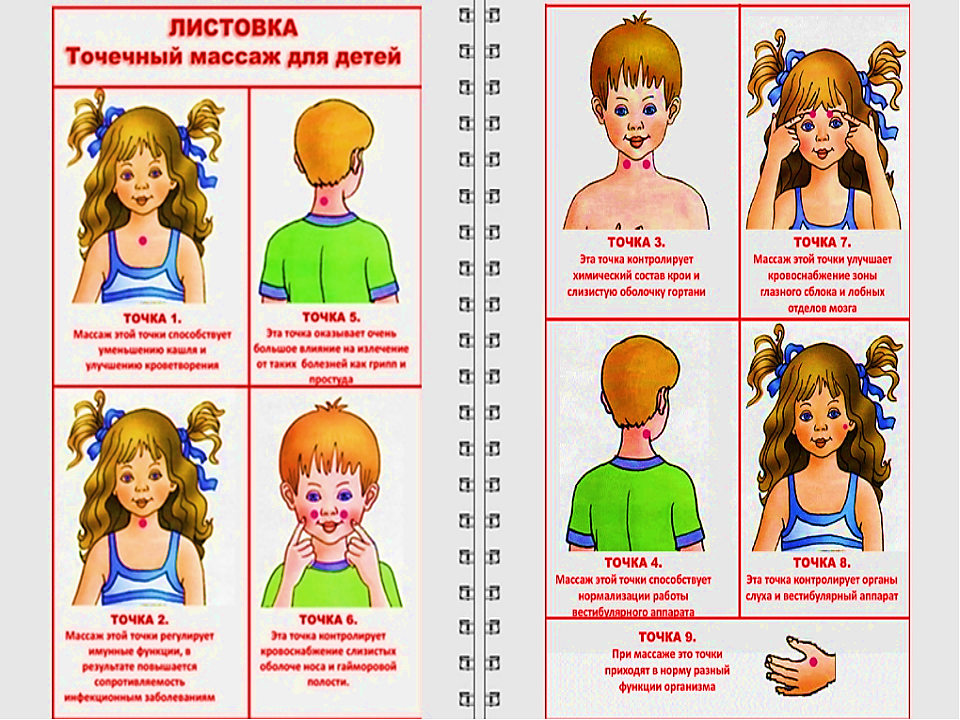 ЛИСТОВКА
Точечный массаж для детей
ТОЧКА 1.
Массаж этой точки способствует
уменьшению кашля и
улучшению кроветворения
ТОЧКА 5.
Эта точка оказывает очень
большое влияние на излечение
от таких болезней как грипп и
простуда
ТОЧКА 2.
Массаж этой точки регулирует
имунные функции, в
результате повышается
сопротивляемость
инфекционным заболеваниям
ТОЧКА 6.
Эта точка контролирует
кровоснабжение слизистых
оболоче носа и гайморовой
полости.
ТОЧКА 3.
Эта точка контролирует
химический состав крои и
слизистую оболочку гортани
ТОЧКА 7.
Массаж этой точки улучшает
кровоснабжение зоны
глазного сблока и лобных
отделов мозга
ТОЧКА 4.
Массаж этой точки способствует
нормализации работы
вестибулярного аппарата
ТОЧКА 8.
Эта точка контролирует органы
слуха и вестибулярный аппарат
ТОЧКА 9.
При массаже это точки
приходят в норму разный
функции организма